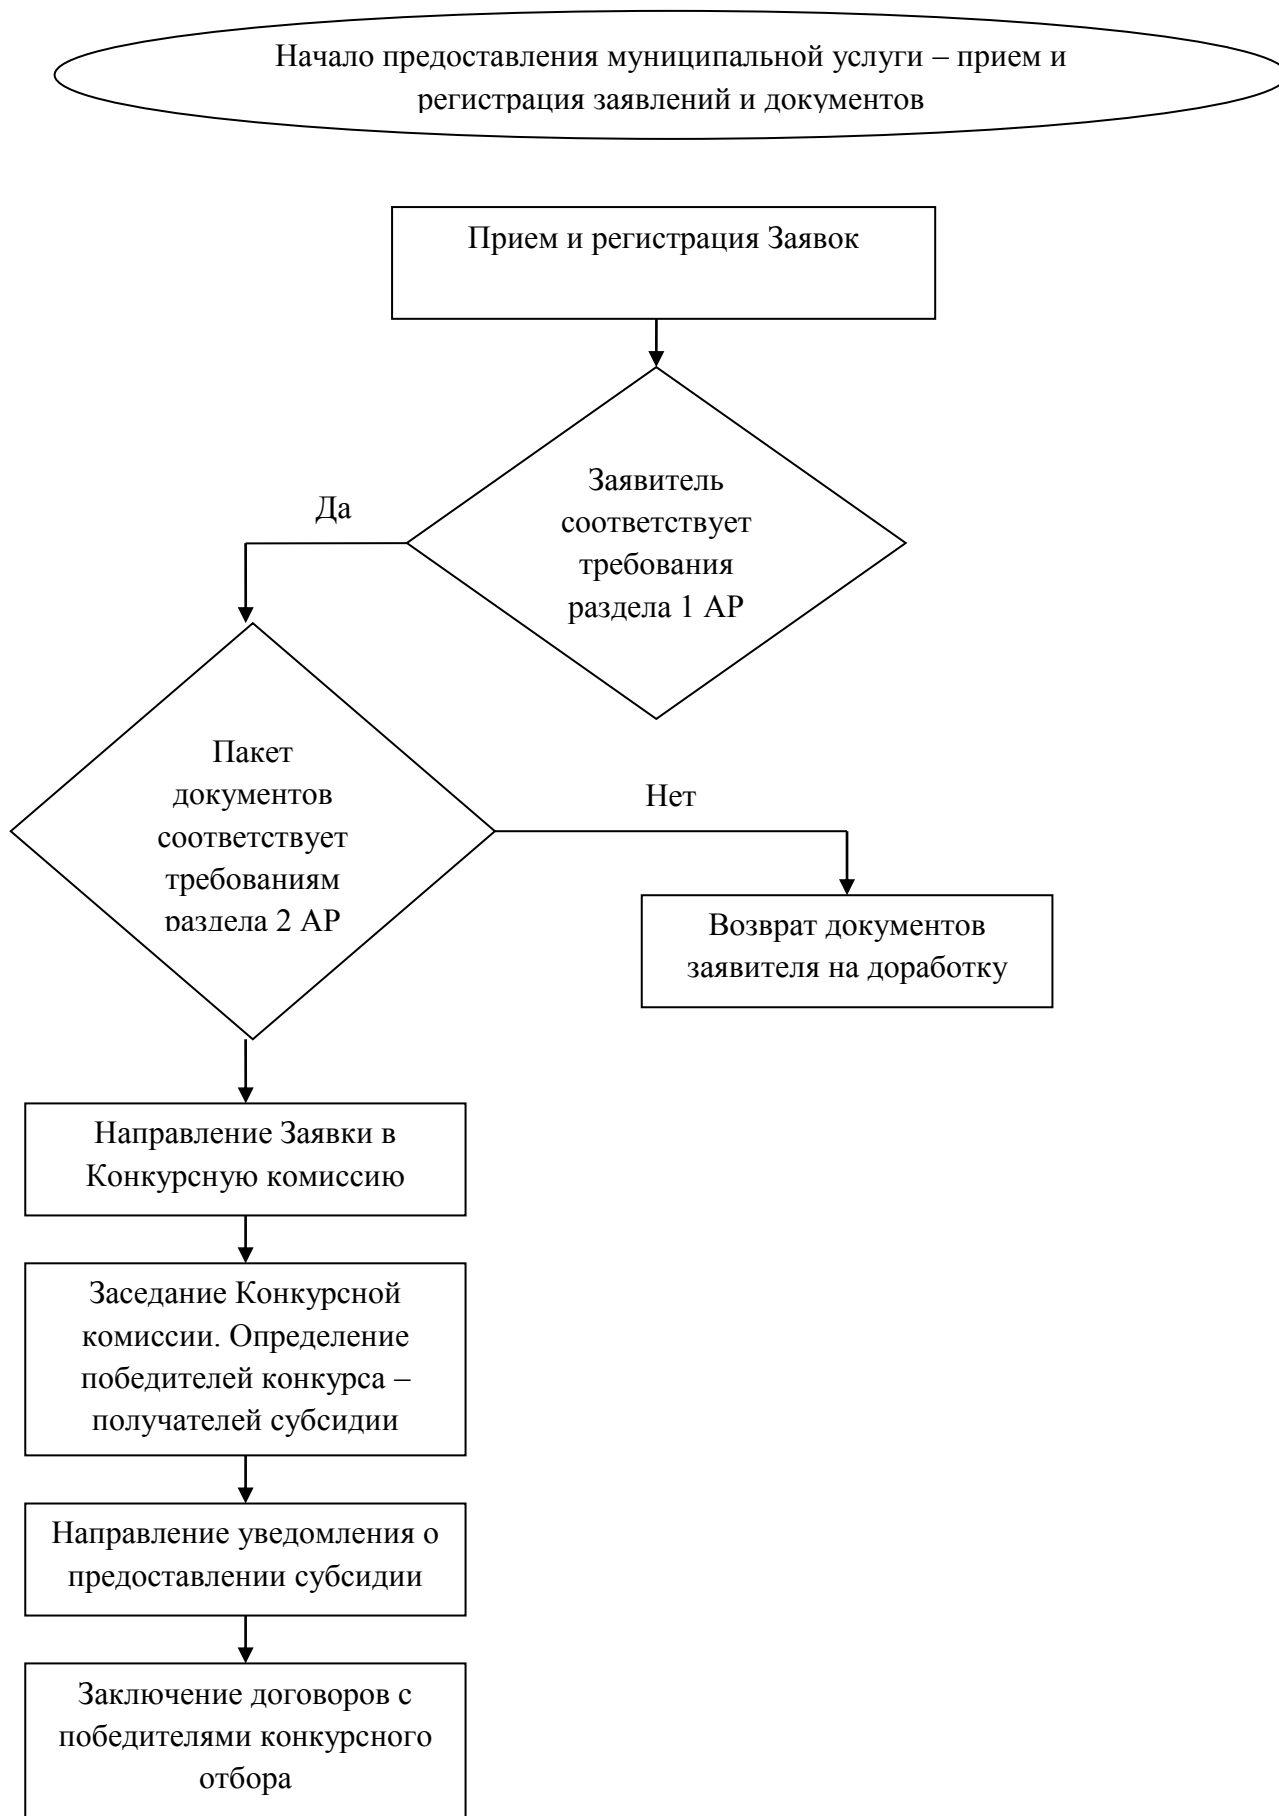 Начало предоставления муниципальной услуги – прием и
регистрация заявлений и документов
Прием и регистрация Заявок
Заявитель
соответствует
требования
раздела 1 АР
Да
Пакет
документов
соответствует
требованиям
раздела 2 АР
Нет
Возврат документов
заявителя на доработку
Направление Заявки в
Конкурсную комиссию
Заседание Конкурсной
комиссии. Определение
победителей конкурса –
получателей субсидии
Направление уведомления о
предоставлении субсидии
Заключение договоров с
победителями конкурсного
отбора